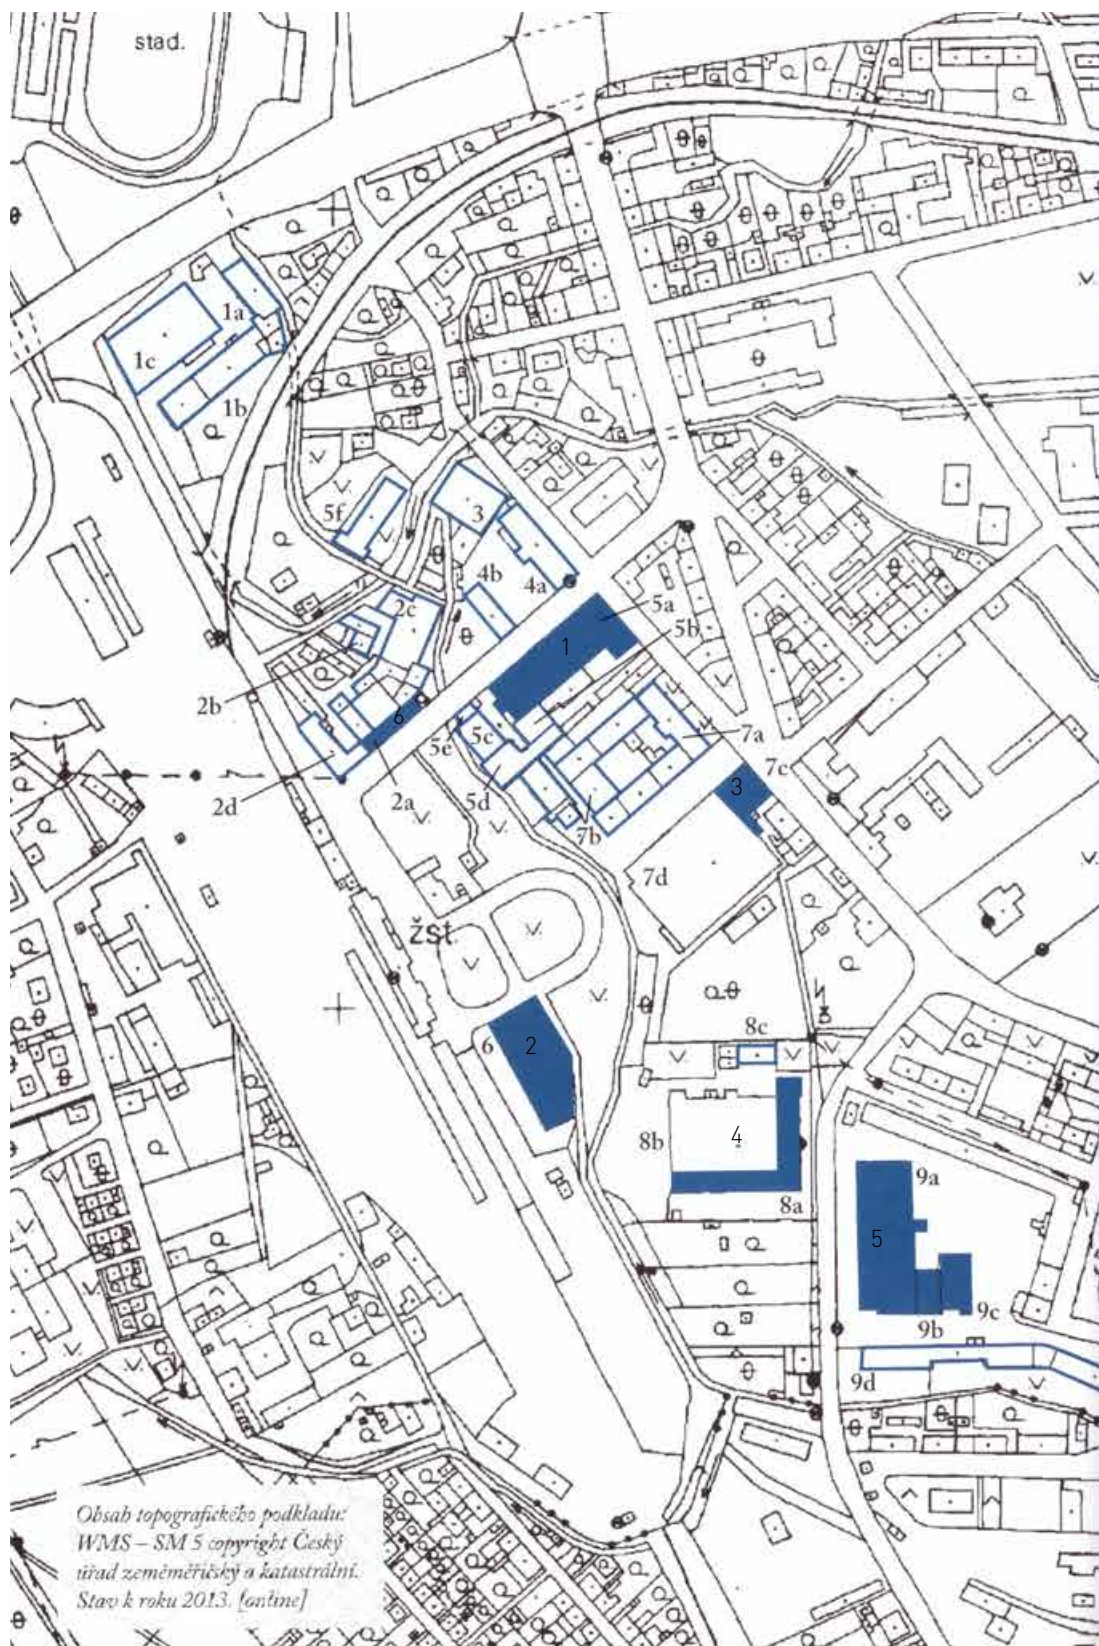 stad.
1a
1c
1b
5f
3
4b
4a
2c
5a
5b
1
2b
6
5e
5c
7a
7c
3
2d
2a
5d
7b
7d
žst.
8c
6
2
8b
4
8a
9a
5
9c
9b
9d
Obsah topografického podkladu:
WMS – SM 5 copyright Český
úřad zeměměřičský a katastrální.
Stav k roku 2013. [online]